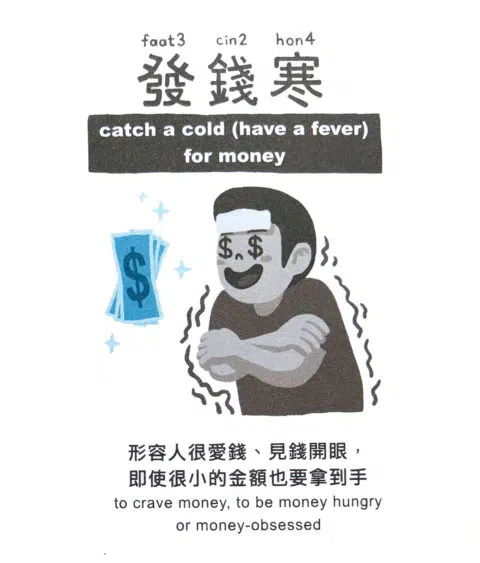 faat3 cin2 hon4
發錢寒
catch a cold (have a fever)
for money
$
$ $
形容人很愛錢、見錢開眼，
即使很小的金額也要拿到手
to crave money, to be money hungry
or money-obsessed